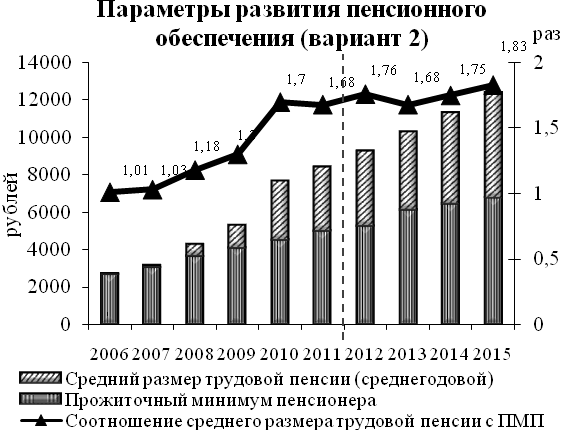 Параметры развития пенсионного
обеспечения (вариант 2)
раз
рублей
14000
12000
10000
8000
6000
4000
2000
0
2
1,5
1
0,5
0
1,01
1,03
1,18
1,7
1,68
1,76
1,68
1,75
1,83
2006 2007 2008 2009 2010 2011 2012 2013 2014 2015
Средний размер трудовой пенсии (среднегодовой)
Прожиточный минимум пенсионера
Соотношение среднего размера трудовой пенсии с ПМП